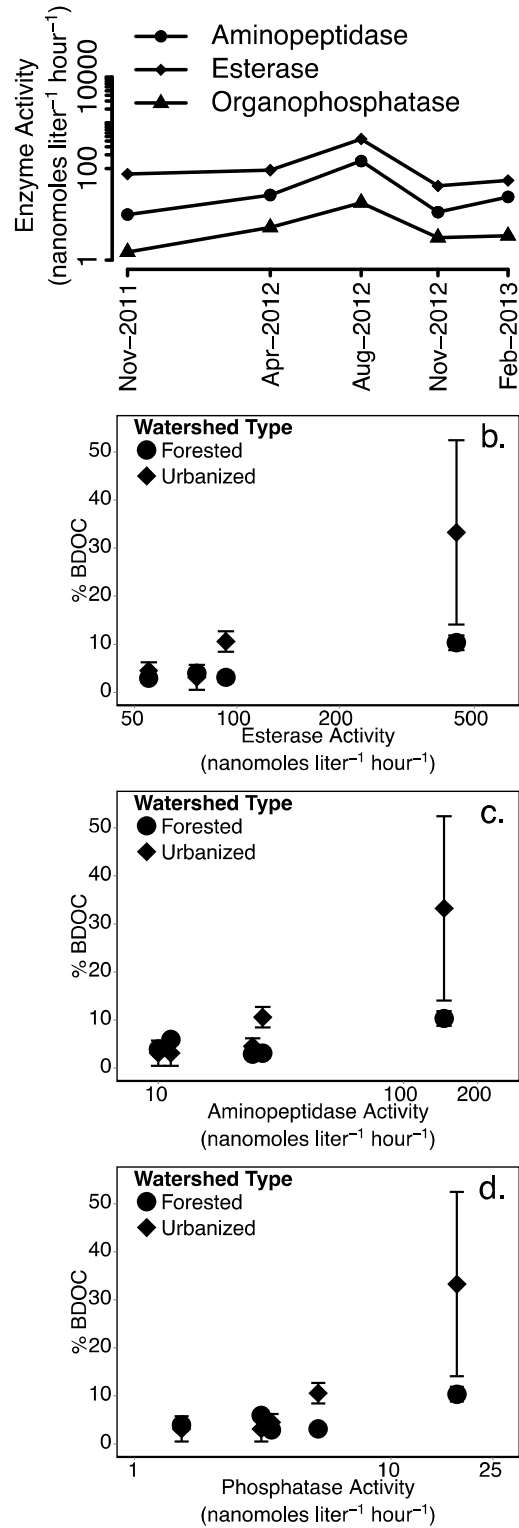 Aminopeptidase
Esterase
Organophosphatase
Enzyme Activity
(nanomoles liter⁻¹ hour⁻¹)
10000
100
1
Nov−2011
Apr−2012
Aug−2012
Nov−2012
Feb−2013
b.
Watershed Type
Forested
Urbanized
% BDOC
50
40
30
20
10
0
50
100
200
500
Esterase Activity
(nanomoles liter⁻¹ hour⁻¹)
c.
Watershed Type
Forested
Urbanized
% BDOC
50
40
30
20
10
0
10
100
200
Aminopeptidase Activity
(nanomoles liter⁻¹ hour⁻¹)
d.
Watershed Type
Forested
Urbanized
% BDOC
50
40
30
20
10
0
1
10
25
Phosphatase Activity
(nanomoles liter⁻¹ hour⁻¹)